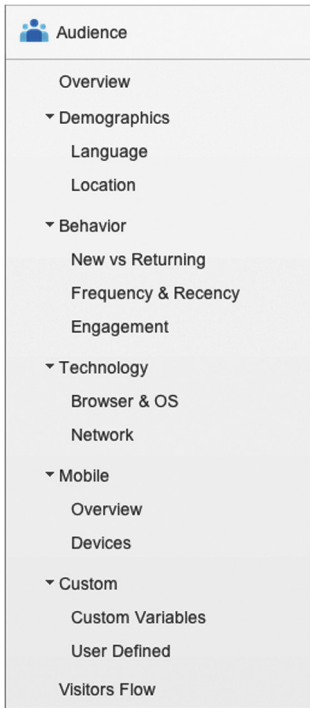 Audience
Overview
Demographics
Language
Location
Behavior
New vs Returning
Frequency & Recency
Engagement
Technology
Browser & OS
Network
Mobile
Overview
Devices
Custom
Custom Variables
User Defined
Visitors Flow